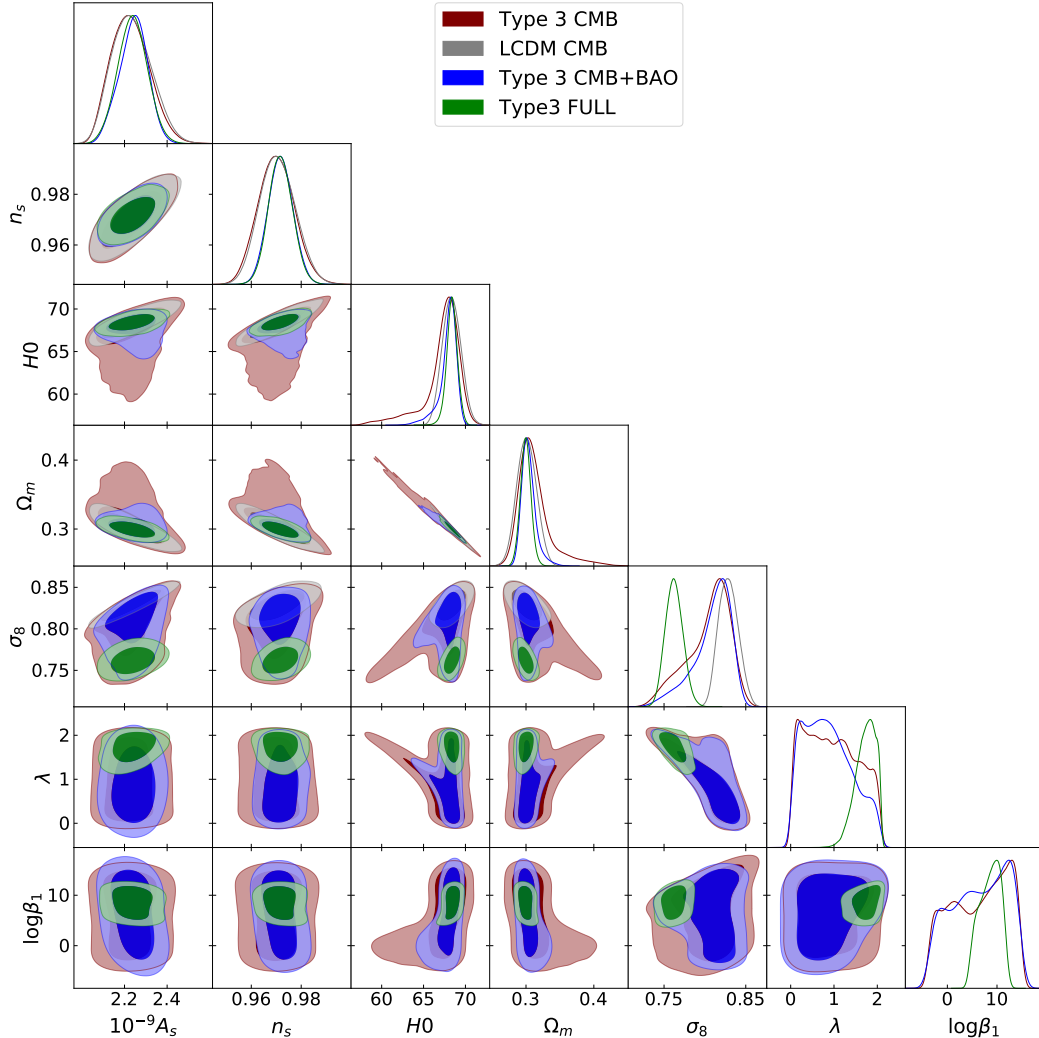 Type 3 CMB
LCDM CMB
Type 3 CMB+BAO
Type3 FULL
0.98
0.96
n_s
70
65
60
H0
0.4
0.3
Ω_m
0.85
0.80
0.75
σ_8
2
1
0
λ
10
0
logβ_1
2.2 2.4
0.96 0.98
60 65 70
0.3 0.4
0.75 0.85
0 1 2
0 10
10^{-9}A_s
n_s
H0
Ω_m
σ_8
λ
logβ_1